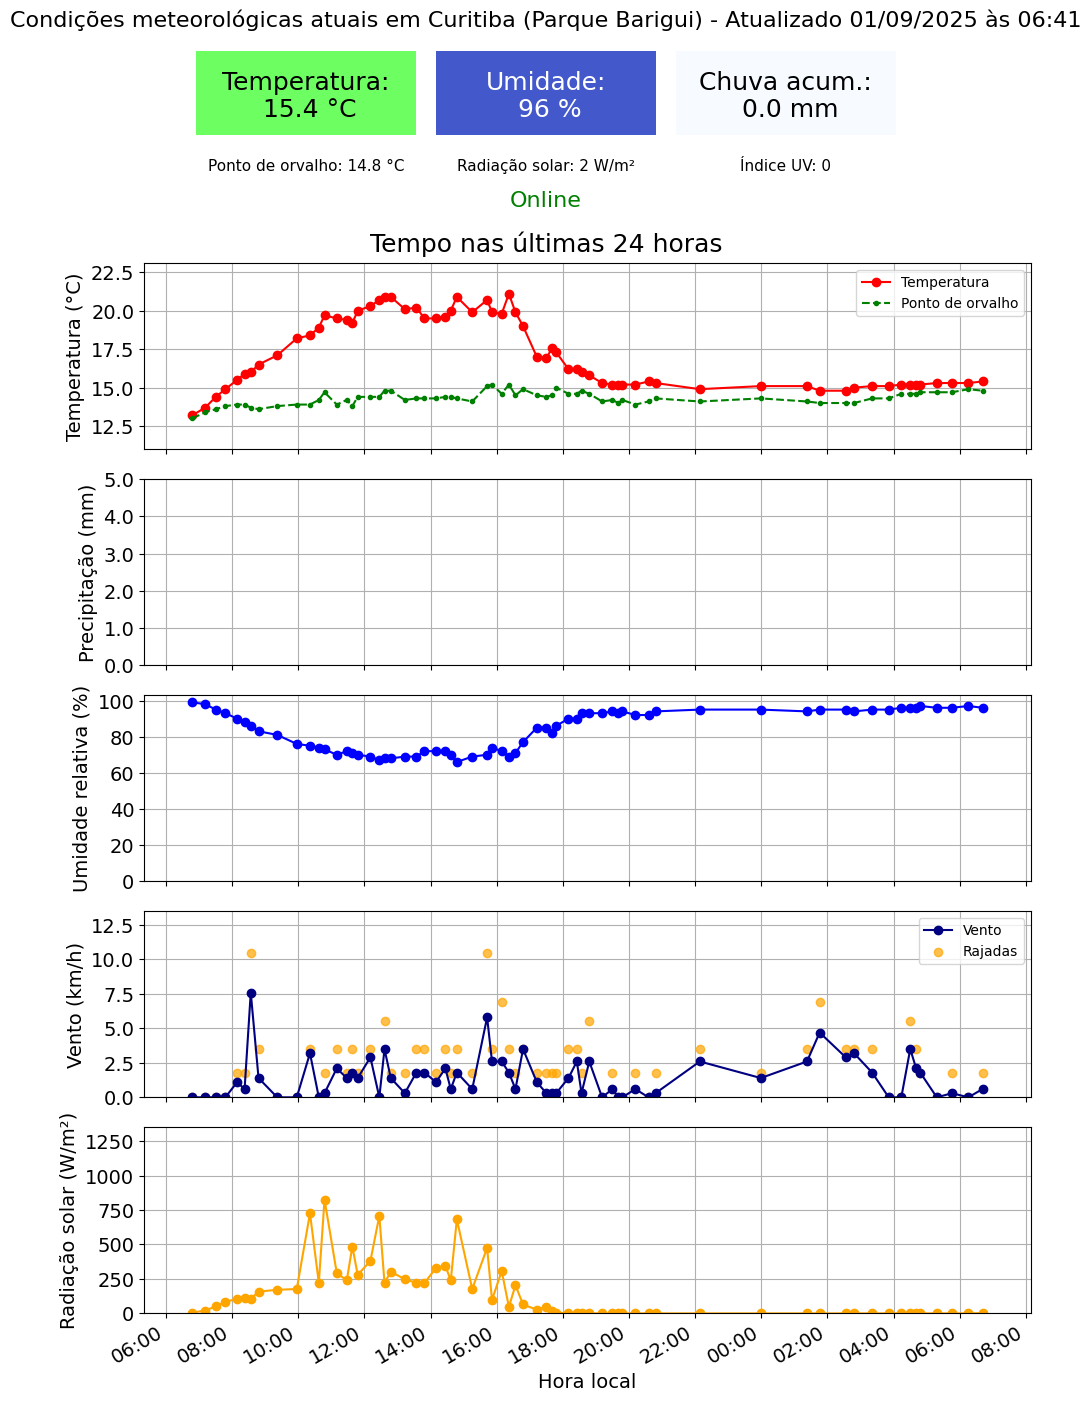 Condições meteorológicas atuais em Curitiba (Parque Barigui) - Atualizado 01/09/2025 às 06:41
Temperatura:
15.4 °C
Umidade:
96 %
Chuva acum.:
0.0 mm
Ponto de orvalho: 14.8 °C
Radiação solar: 2 W/m²
Índice UV: 0
Online
Tempo nas últimas 24 horas
Temperatura (°C)
22.5
20.0
17.5
15.0
12.5
Temperatura
Ponto de orvalho
Precipitação (mm)
5.0
4.0
3.0
2.0
1.0
0.0
Umidade relativa (%)
100
80
60
40
20
0
Vento (km/h)
12.5
10.0
7.5
5.0
2.5
0.0
Vento
Rajadas
Radiação solar (W/m²)
1250
1000
750
500
250
0
06:00
08:00
10:00
12:00
14:00
16:00
18:00
20:00
22:00
00:00
02:00
04:00
06:00
08:00
Hora local